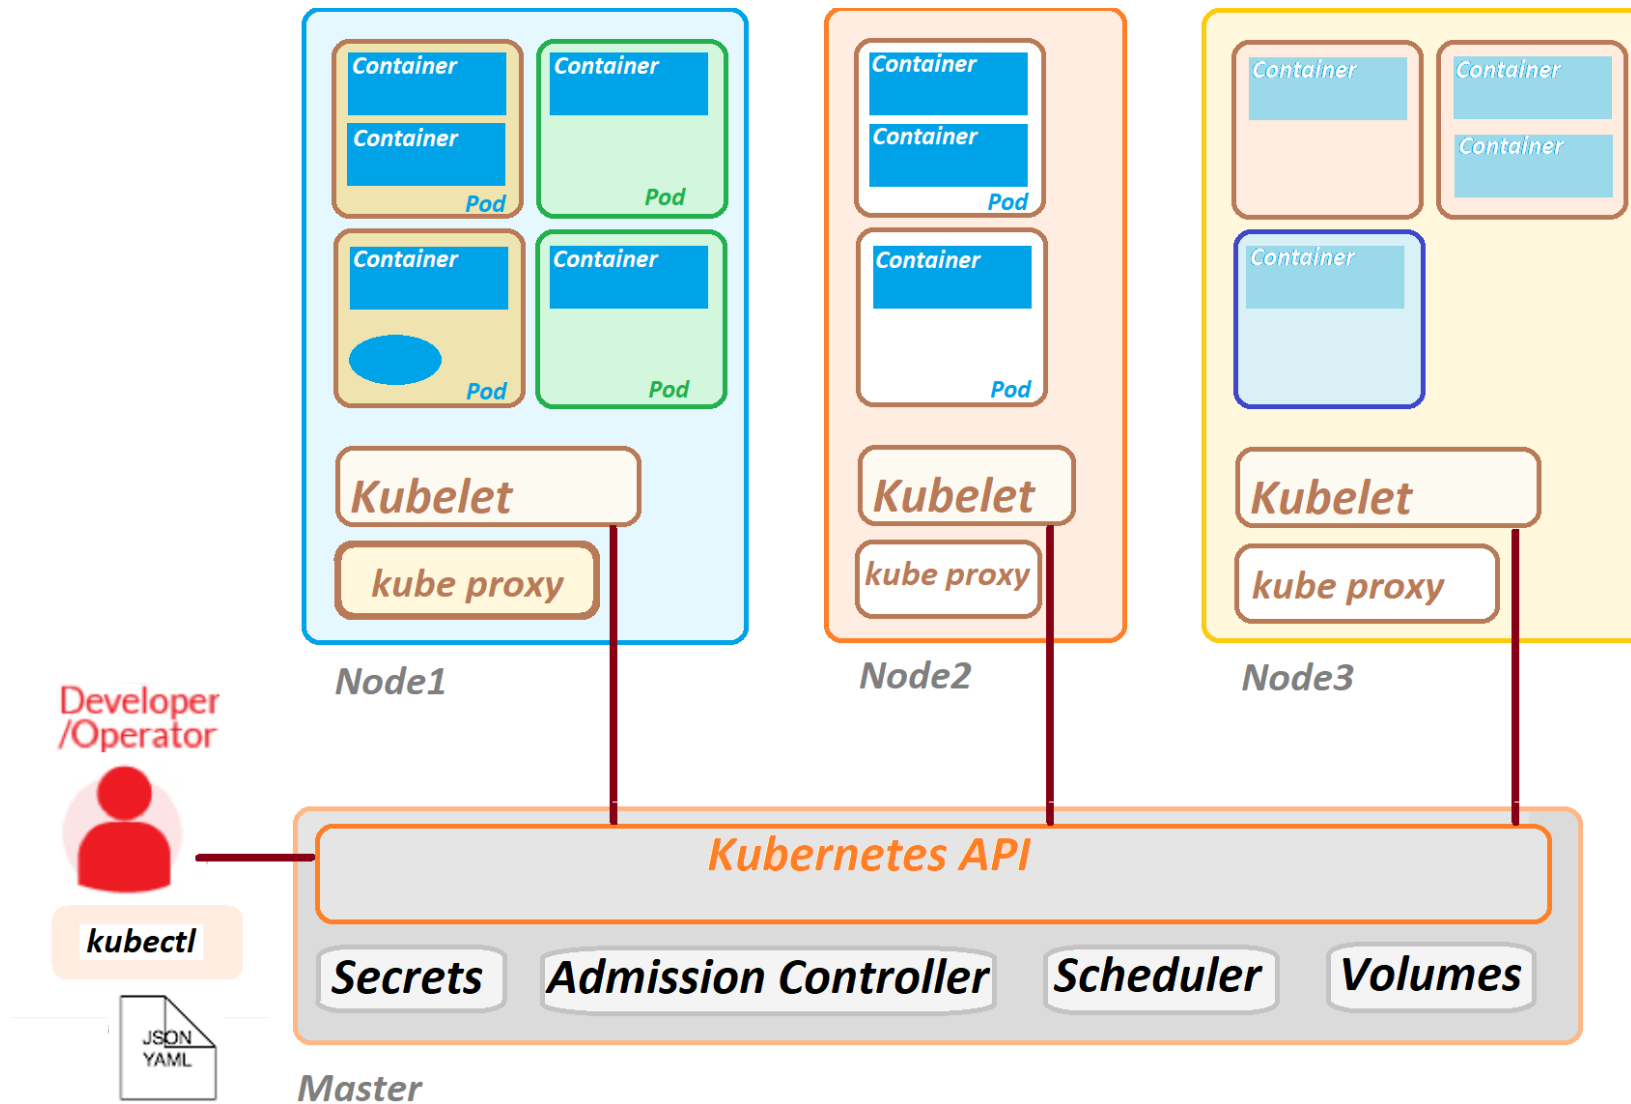 Container
Container
Pod
Container
Pod
Container
Pod
Container
Pod
Kubelet
kube proxy
Node1
Container
Container
Pod
Container
Pod
Kubelet
kube proxy
Node2
Container
Container
Container
Container
Kubelet
kube proxy
Node3
Developer
/Operator
kubectl
JSON
YAML
Kubernetes API
Secrets
Admission Controller
Scheduler
Volumes
Master